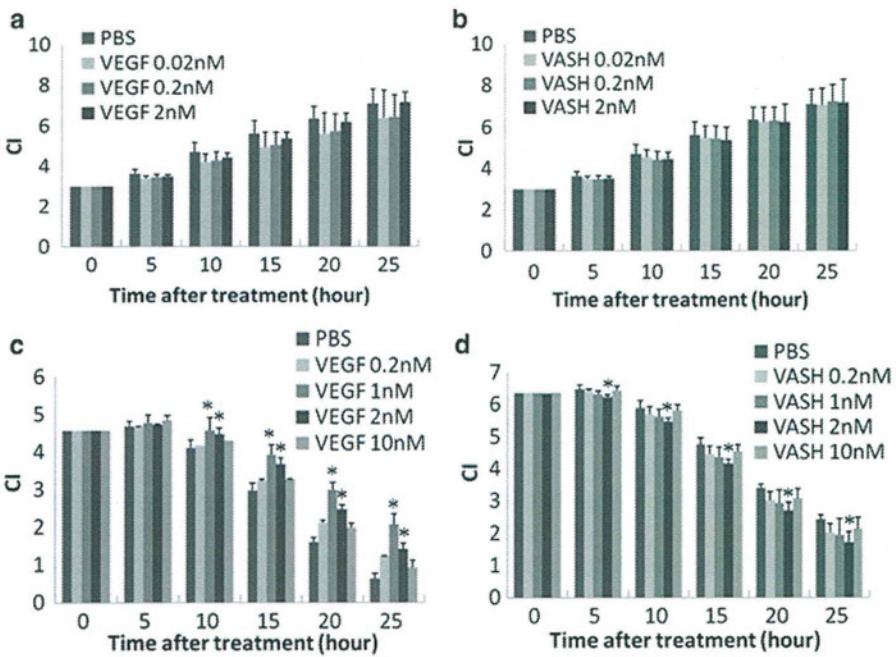 a
PBS
VEGF 0.02nM
VEGF 0.2nM
VEGF 2nM
10
8
6
4
2
0
CI
0 5 10 15 20 25
Time after treatment (hour)
b
PBS
VASH 0.02nM
VASH 0.2nM
VASH 2nM
10
8
6
4
2
0
CI
0 5 10 15 20 25
Time after treatment (hour)
c
PBS
VEGF 0.2nM
VEGF 1nM
VEGF 2nM
VEGF 10nM
6
5
4
3
2
1
0
CI
* * * * * * * *
0 5 10 15 20 25
Time after treatment (hour)
d
PBS
VASH 0.2nM
VASH 1nM
VASH 2nM
VASH 10nM
7
6
5
4
3
2
1
0
CI
* * * * *
0 5 10 15 20 25
Time after treatment (hour)